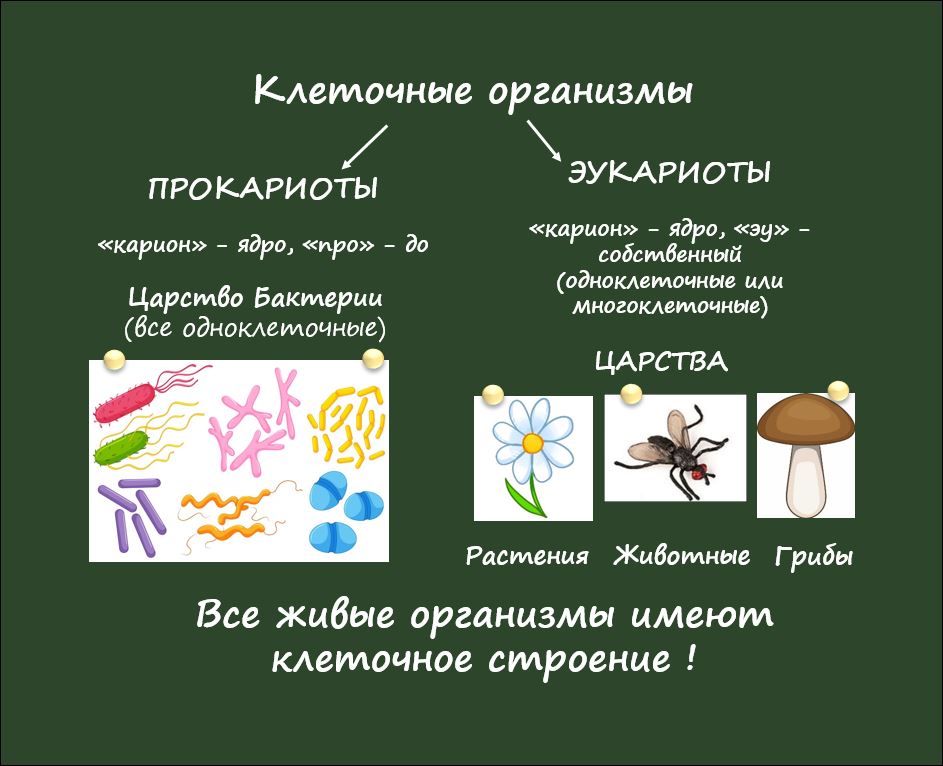 Клеточные организмы
ПРОКАРИОТЫ
«карион» - ядро, «про» - до
Царство Бактерии
(все одноклеточные)
ЭУКАРИОТЫ
«карион» - ядро, «эу» -
собственный
(одноклеточные или
многоклеточные)
ЦАРСТВА
Растения
Животные
Грибы
Все живые организмы имеют
клеточное строение !